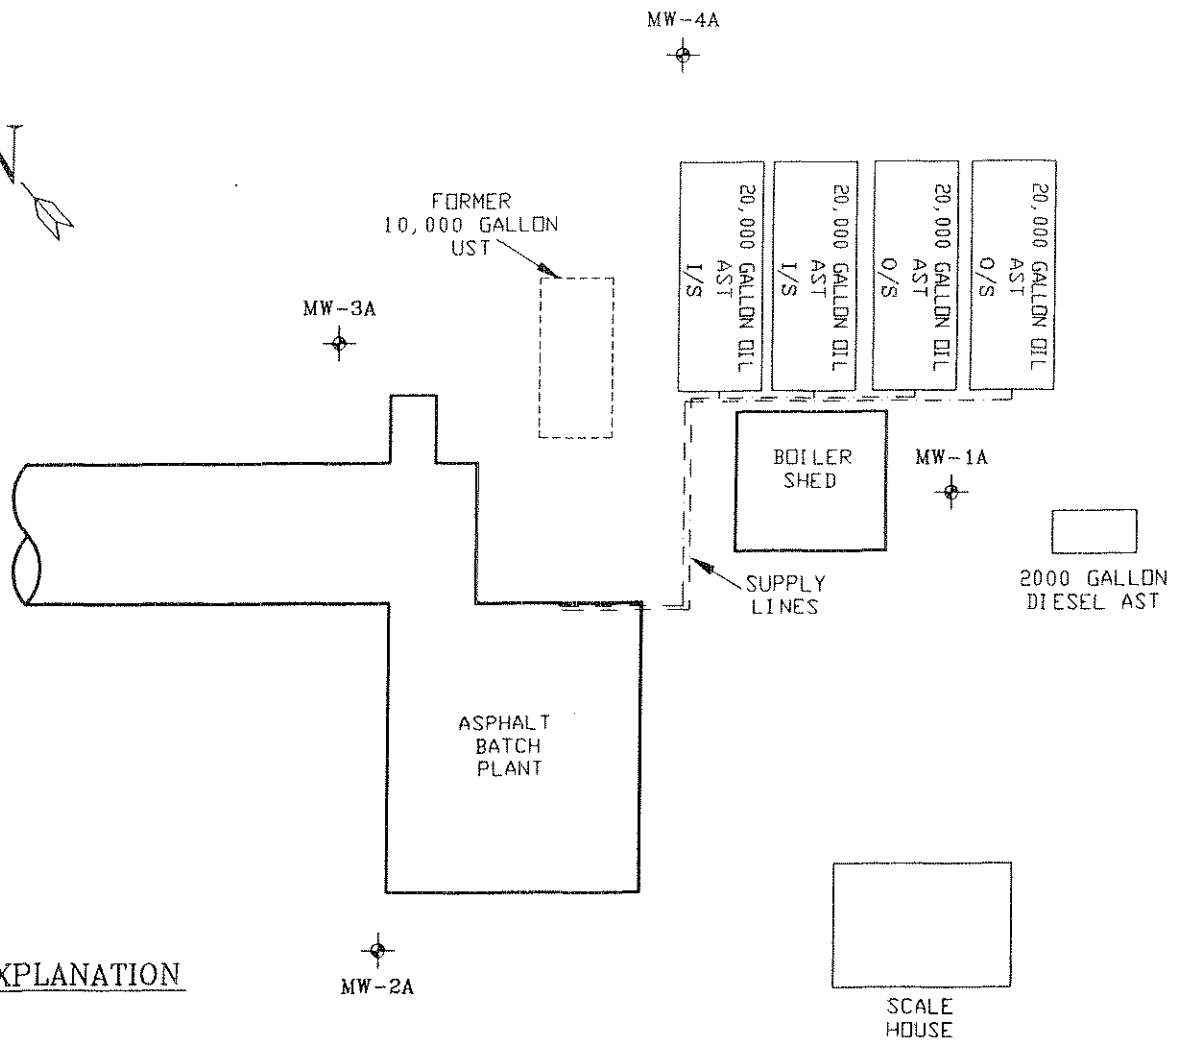 MW-4A
N
FORMER
10,000 GALLON
UST
MW-3A
20,000 GALLON OIL
AST
I/S
20,000 GALLON OIL
AST
I/S
20,000 GALLON OIL
AST
O/S
20,000 GALLON OIL
AST
O/S
BOILER
SHED
MW-1A
SUPPLY
LINES
2000 GALLON
DIESEL AST
ASPHALT
BATCH
PLANT
XPLANATION
MW-2A
SCALE
HOUSE